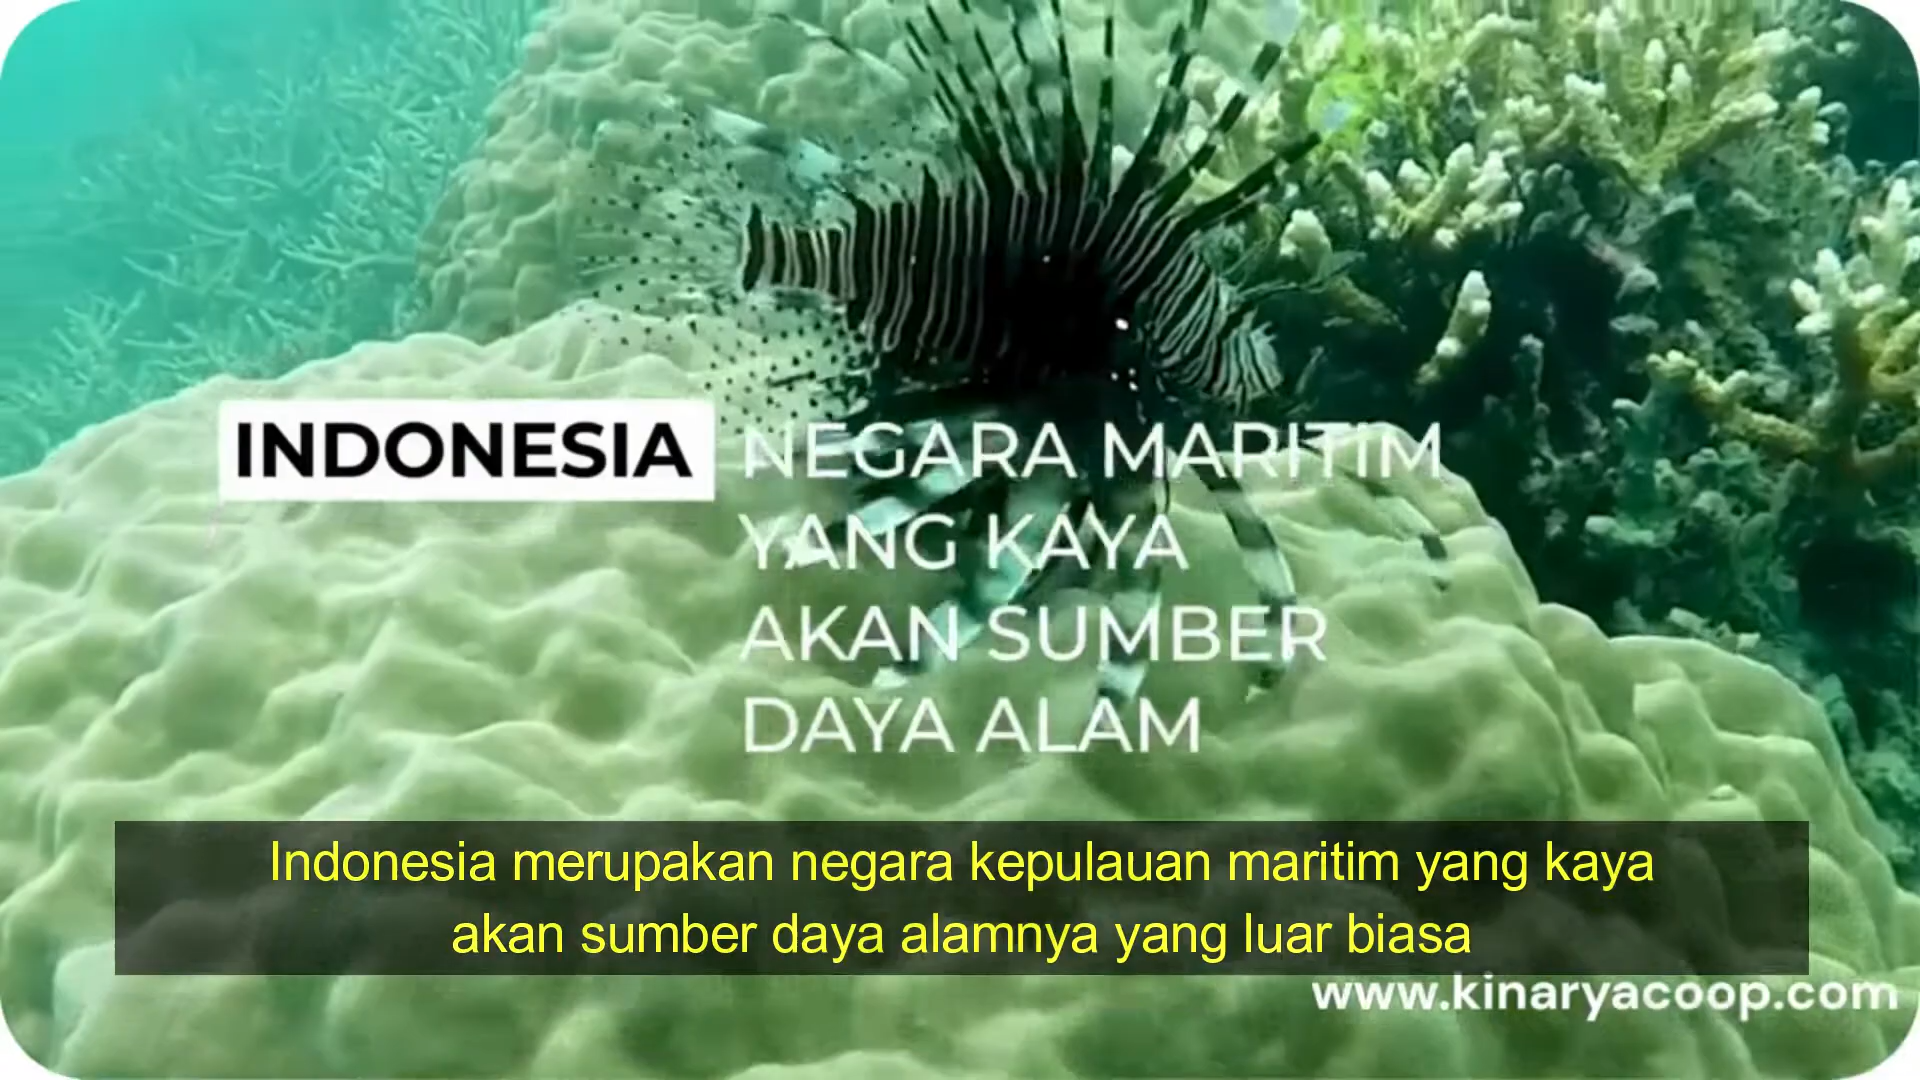 INDONESIA NEGARA MARITIM
YANG KAYA
AKAN SUMBER
DAYA ALAM
Indonesia merupakan negara kepulauan maritim yang kaya
akan sumber daya alamnya yang luar biasa
www.kinaryacoop.com